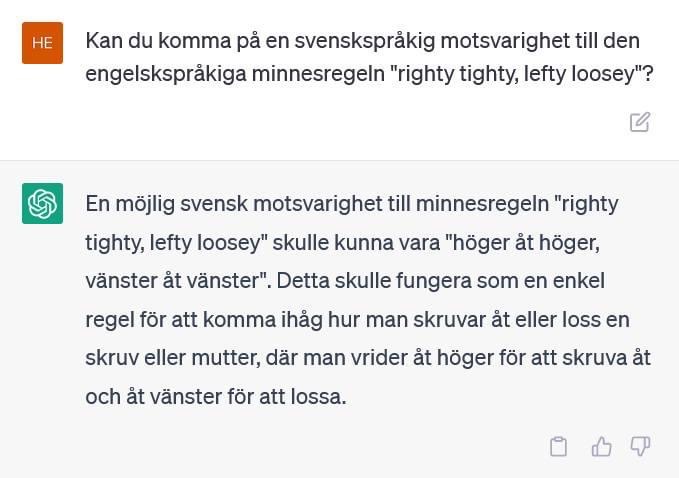 HE
Kan du komma på en svenskspråkig motsvarighet till den
engelskspråkiga minnesregeln "righty tighty, lefty loosey"?
En möjlig svensk motsvarighet till minnesregeln "righty
tighty, lefty loosey" skulle kunna vara "höger åt höger,
vänster åt vänster". Detta skulle fungera som en enkel
regel för att komma ihåg hur man skruvar åt eller loss en
skruv eller mutter, där man vrider åt höger för att skruva åt
och åt vänster för att lossa.